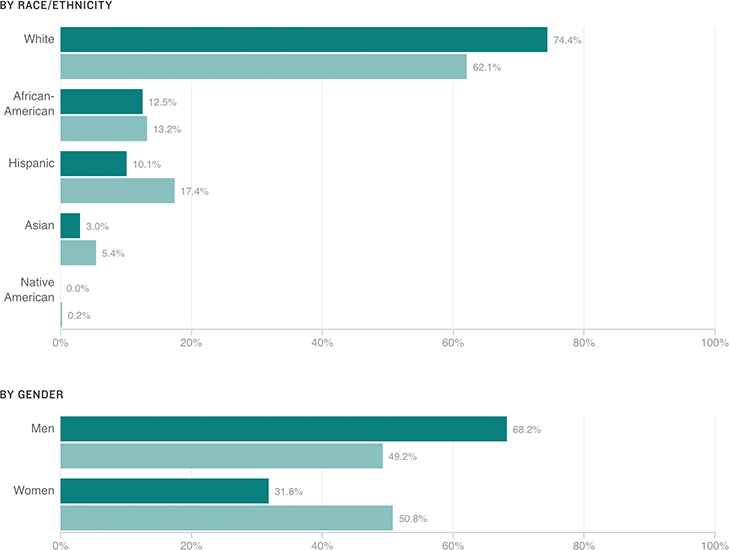 BY RACE/ETHNICITY
White
74.4%
62.1%
African-
American
12.5%
13.2%
Hispanic
10.1%
17.4%
Asian
3.0%
5.4%
Native
American
0.0%
0.2%
0% 20% 40% 60% 80% 100%
BY GENDER
Men
68.2%
49.2%
Women
31.8%
50.8%
0% 20% 40% 60% 80% 100%